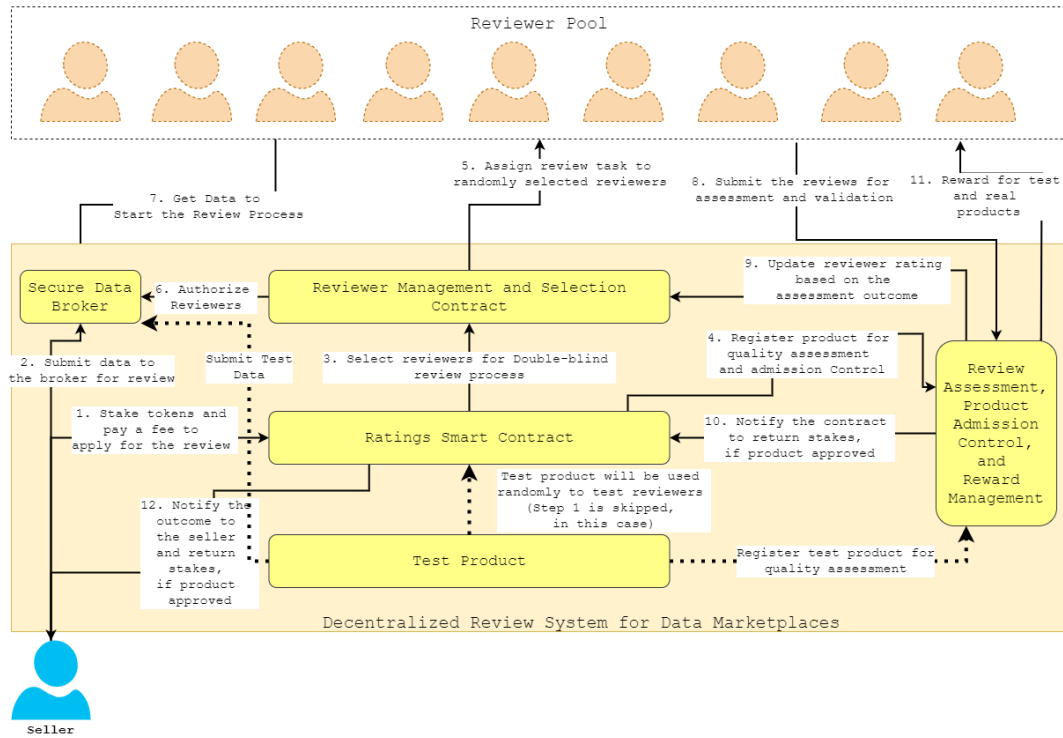 Reviewer Pool
5. Assign review task to
randomly selected reviewers
8. Submit the reviews for
assessment and validation
11. Reward for test
and real
products
7. Get Data to
Start the Review Process
Secure Data
Broker
6. Authorize
Reviewers
Reviewer Management and Selection
Contract
9. Update reviewer rating
based on the
assessment outcome
2. Submit data to
the broker for review
Submit Test
Data
3. Select reviewers for Double-blind
review process
4. Register product for
quality assessment
and admission Control
Review
Assessment,
Product
Admission
Control,
and
Reward
Management
1. Stake tokens and
pay a fee to
apply for the review
Ratings Smart Contract
10. Notify the contract
to return stakes,
if product approved
Test product will be used
randomly to test reviewers
(Step 1 is skipped,
in this case)
12. Notify the
outcome to
the seller
and return
stakes,
if product
approved
Test Product
Register test product for
quality assessment
Decentralized Review System for Data Marketplaces
Seller